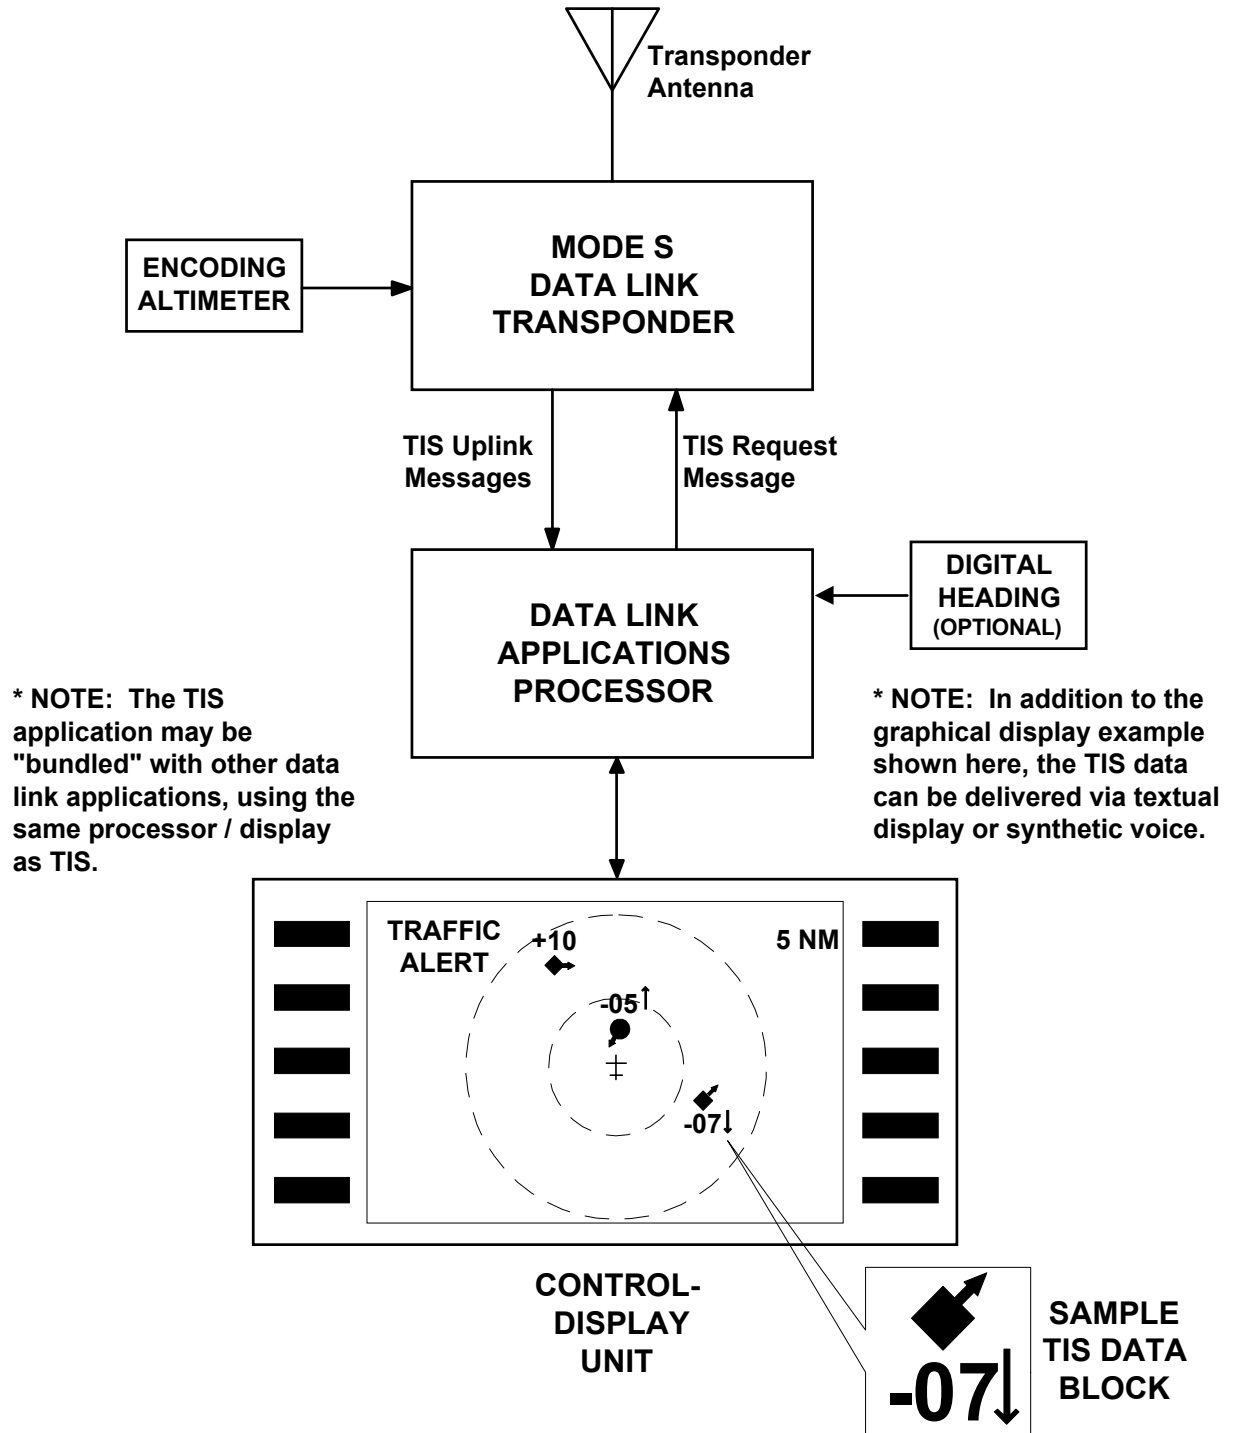 Transponder
Antenna
MODE S
DATA LINK
TRANSPONDER
ENCODING
ALTIMETER
TIS Uplink
Messages
TIS Request
Message
DATA LINK
APPLICATIONS
PROCESSOR
DIGITAL
HEADING
(OPTIONAL)
* NOTE:  The TIS
application may be
"bundled" with other data
link applications, using the
same processor / display
as TIS.
* NOTE:  In addition to the
graphical display example
shown here, the TIS data
can be delivered via textual
display or synthetic voice.
TRAFFIC
ALERT
+10
5 NM
-05↑
-07↓
CONTROL-
DISPLAY
UNIT
-07↓
SAMPLE
TIS DATA
BLOCK